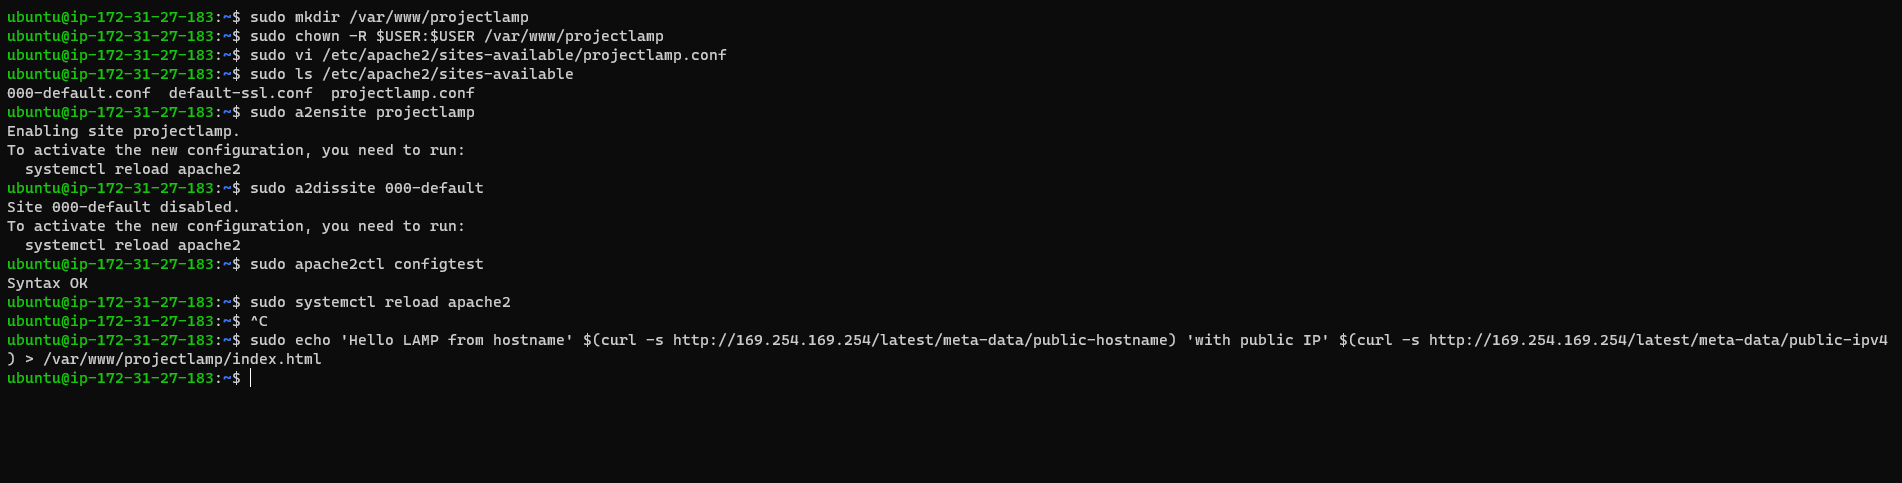 ubuntu@ip-172-31-27-183:~$ sudo mkdir /var/www/projectlamp
ubuntu@ip-172-31-27-183:~$ sudo chown -R $USER:$USER /var/www/projectlamp
ubuntu@ip-172-31-27-183:~$ sudo vi /etc/apache2/sites-available/projectlamp.conf
ubuntu@ip-172-31-27-183:~$ sudo ls /etc/apache2/sites-available
000-default.conf  default-ssl.conf  projectlamp.conf
ubuntu@ip-172-31-27-183:~$ sudo a2ensite projectlamp
Enabling site projectlamp.
To activate the new configuration, you need to run:
  systemctl reload apache2
ubuntu@ip-172-31-27-183:~$ sudo a2dissite 000-default
Site 000-default disabled.
To activate the new configuration, you need to run:
  systemctl reload apache2
ubuntu@ip-172-31-27-183:~$ sudo apache2ctl configtest
Syntax OK
ubuntu@ip-172-31-27-183:~$ sudo systemctl reload apache2
ubuntu@ip-172-31-27-183:~$ ^C
ubuntu@ip-172-31-27-183:~$ sudo echo 'Hello LAMP from hostname' $(curl -s http://169.254.169.254/latest/meta-data/public-hostname) 'with public IP' $(curl -s http://169.254.169.254/latest/meta-data/public-ipv4
) > /var/www/projectlamp/index.html
ubuntu@ip-172-31-27-183:~$